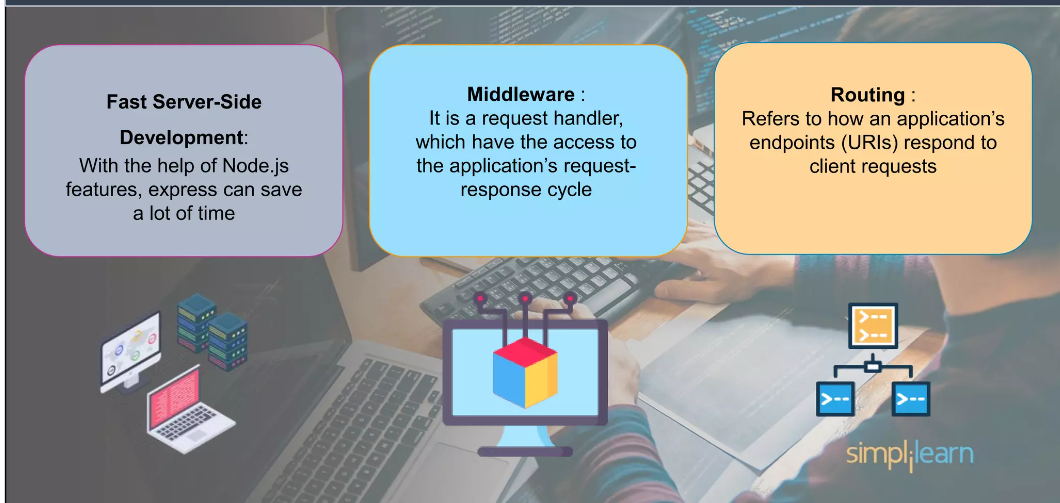 Fast Server-Side
Development:
With the help of Node.js
features, express can save
a lot of time
Middleware :
It is a request handler,
which have the access to
the application's request-
response cycle
Routing :
Refers to how an application's
endpoints (URIs) respond to
client requests
simplilearn